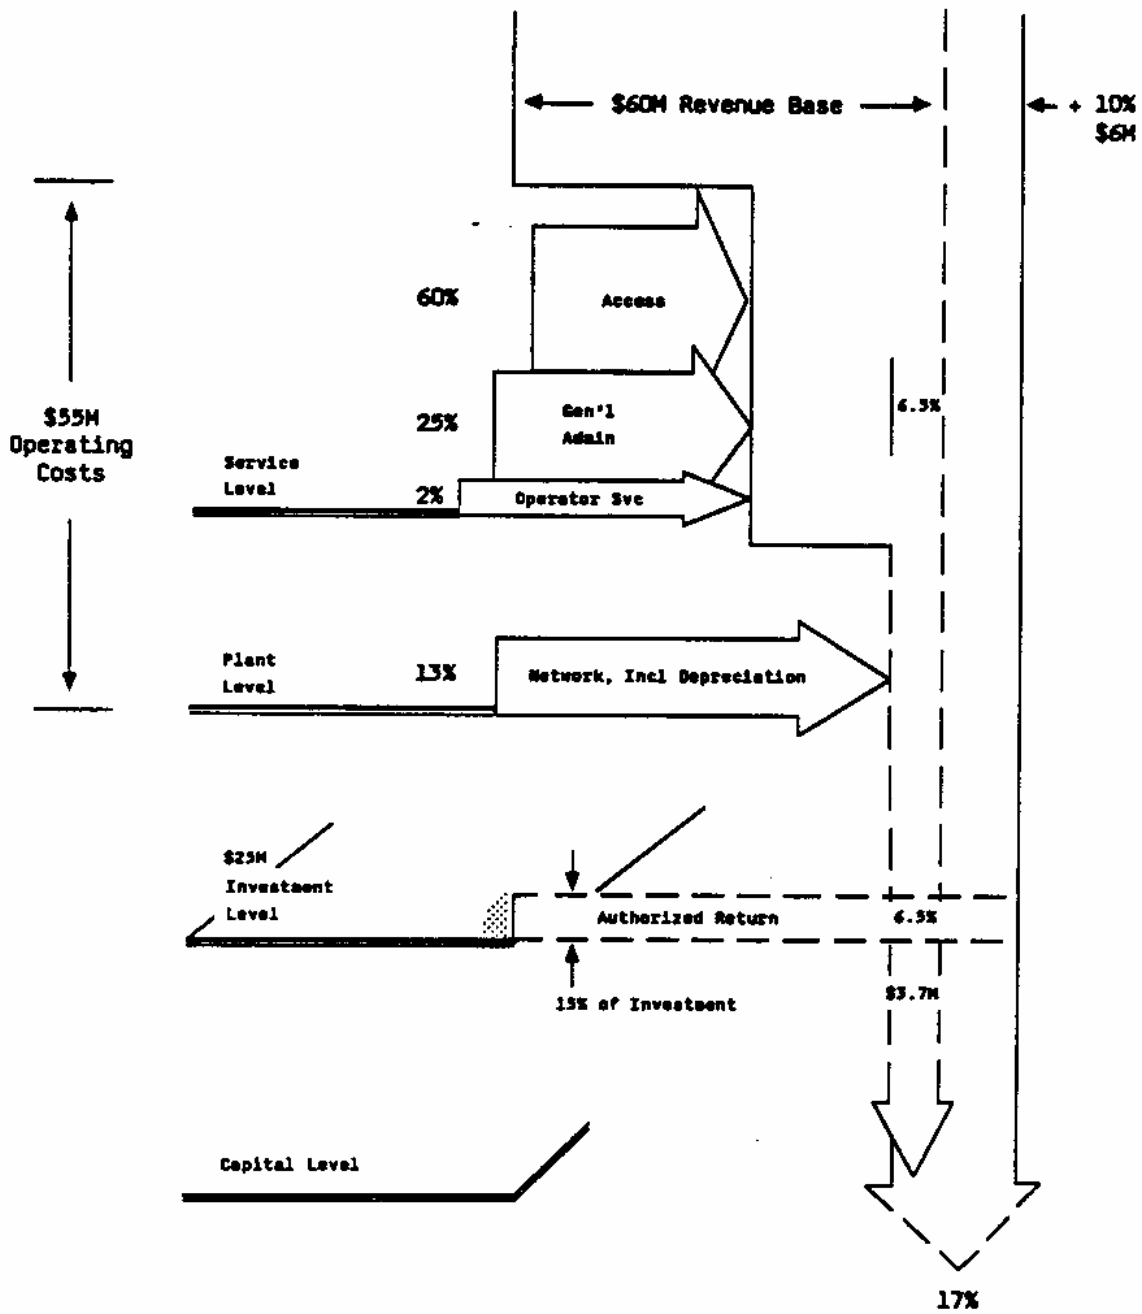 $60M Revenue Base
+ 10%
$6M
60%
Access
$55M
Operating
Costs
25%
Gen'l
Admin
6.5%
Service
Level
2%
Operator Svc
Plant
Level
13%
Network, Incl Depreciation
$25M
Investment
Level
Authorized Return
6.5%
15% of Investment
$3.7M
Capital Level
17%